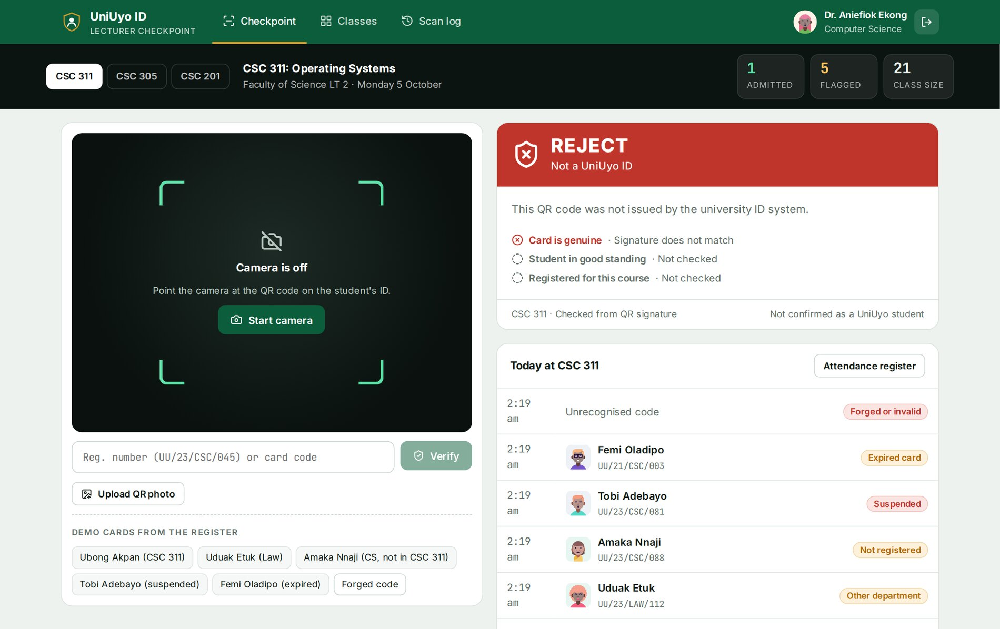 UniUyo ID
LECTURER CHECKPOINT
Checkpoint
Classes
Scan log
Dr. Aniefiok Ekong
Computer Science
CSC 311
CSC 305
CSC 201
CSC 311: Operating Systems
Faculty of Science LT 2 · Monday 5 October
1
ADMITTED
5
FLAGGED
21
CLASS SIZE
Camera is off
Point the camera at the QR code on the student's ID.
Start camera
Reg. number (UU/23/CSC/045) or card code
Verify
Upload QR photo
DEMO CARDS FROM THE REGISTER
Ubong Akpan (CSC 311)
Uduak Etuk (Law)
Amaka Nnaji (CS, not in CSC 311)
Tobi Adebayo (suspended)
Femi Oladipo (expired)
Forged code
REJECT
Not a UniUyo ID
This QR code was not issued by the university ID system.
Card is genuine · Signature does not match
Student in good standing · Not checked
Registered for this course · Not checked
CSC 311 · Checked from QR signature
Not confirmed as a UniUyo student
Today at CSC 311
Attendance register
2:19 am
Unrecognised code
Forged or invalid
2:19 am
Femi Oladipo
UU/21/CSC/003
Expired card
2:19 am
Tobi Adebayo
UU/23/CSC/081
Suspended
2:19 am
Amaka Nnaji
UU/23/CSC/088
Not registered
2:19 am
Uduak Etuk
UU/23/LAW/112
Other department